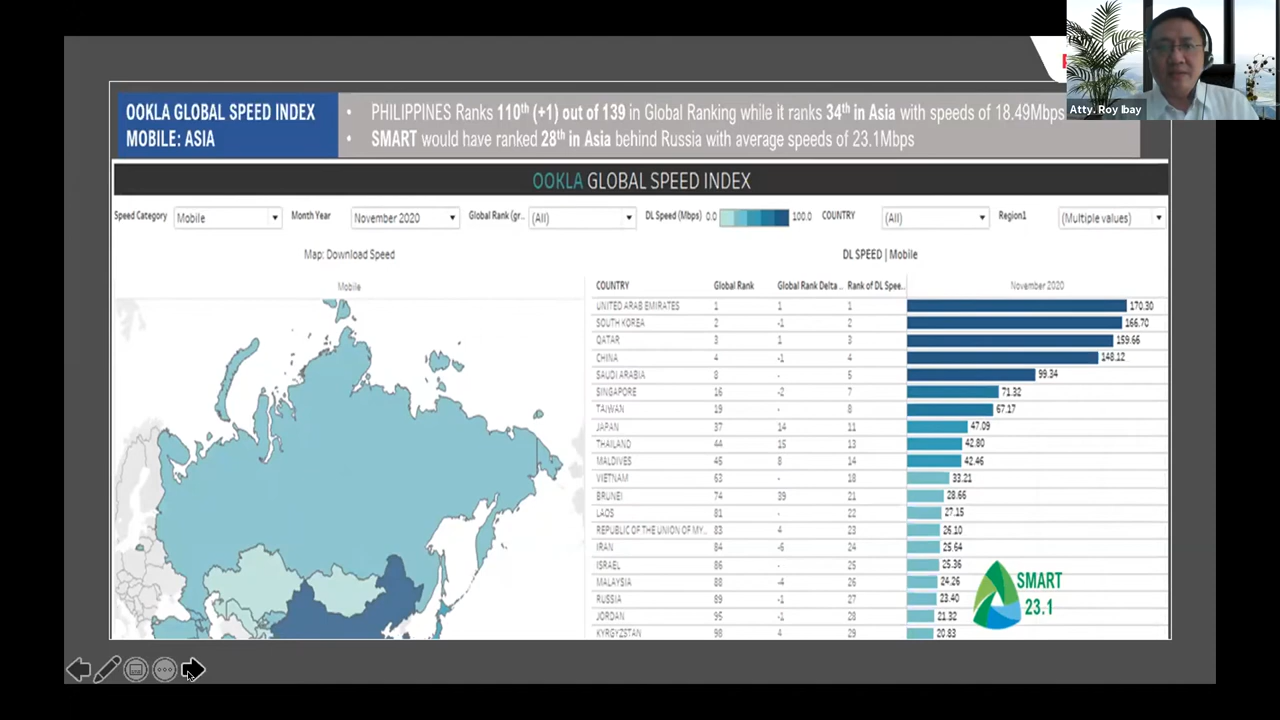 OOKLA GLOBAL SPEED INDEX
MOBILE: ASIA
• PHILIPPINES Ranks 110th (+1) out of 139 in Global Ranking while it ranks 34th in Asia with speeds of 18.49Mbps
• SMART would have ranked 28th in Asia behind Russia with average speeds of 23.1Mbps
Atty. Roy Ibay
OOKLA GLOBAL SPEED INDEX
Speed Category Mobile Month Year November 2020 Global Rank (gr.. (All) DL Speed (Mbps) 0.0 100.0 COUNTRY (All) Region1 (Multiple values)
Map: Download Speed
Mobile
DL SPEED | Mobile
COUNTRY Global Rank Global Rank Delta .. Rank of DL Spee.. November 2020
UNITED ARAB EMIRATES 1 1 1 170.30
SOUTH KOREA 2 -1 2 166.70
QATAR 3 1 3 159.66
CHINA 4 -1 4 148.12
SAUDI ARABIA 8 - 5 99.34
SINGAPORE 16 -2 7 71.32
TAIWAN 19 - 8 67.17
JAPAN 37 14 11 47.09
THAILAND 44 15 13 42.80
MALDIVES 45 8 14 42.46
VIETNAM 63 - 18 33.21
BRUNEI 74 39 21 28.66
LAOS 81 - 22 27.15
REPUBLIC OF THE UNION OF MY.. 83 4 23 26.10
IRAN 84 -6 24 25.64
ISRAEL 86 - 25 25.36
MALAYSIA 88 -4 26 24.26
RUSSIA 89 -1 27 23.40
JORDAN 95 -1 28 21.32
KYRGYZSTAN 98 4 29 20.83
SMART
23.1